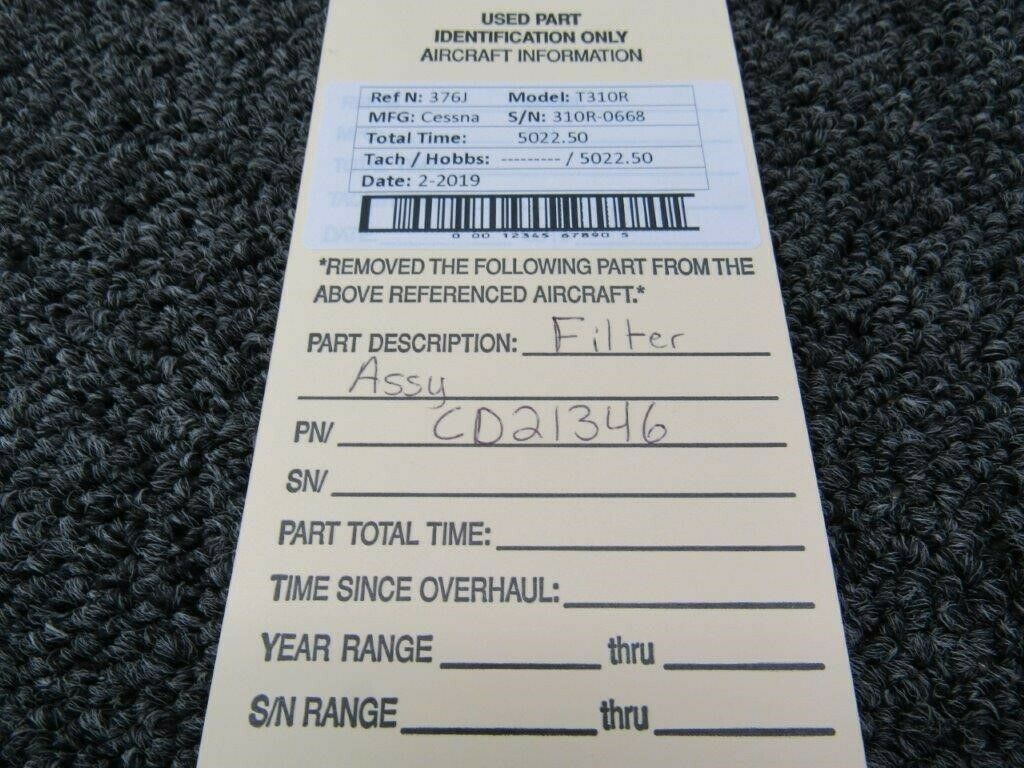 USED PART
IDENTIFICATION ONLY
AIRCRAFT INFORMATION
Ref N: 376J Model: T310R
MFG: Cessna S/N: 310R-0668
Total Time: 5022.50
Tach / Hobbs: --------- / 5022.50
Date: 2-2019
0 00 12345 67890 5
*REMOVED THE FOLLOWING PART FROM THE
ABOVE REFERENCED AIRCRAFT.*
PART DESCRIPTION: Filter
Assy
PN/ CD21346
SN/
PART TOTAL TIME:
TIME SINCE OVERHAUL:
YEAR RANGE thru
S/N RANGE thru